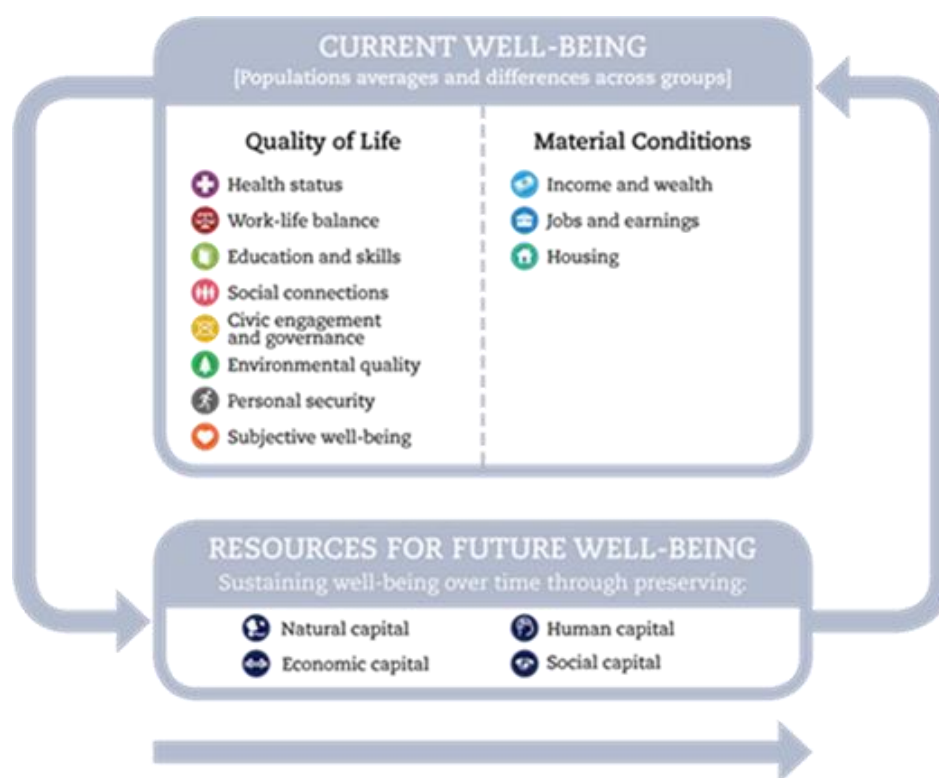 CURRENT WELL-BEING
[Populations averages and differences across groups]
Quality of Life
Health status
Work-life balance
Education and skills
Social connections
Civic engagement
and governance
Environmental quality
Personal security
Subjective well-being
Material Conditions
Income and wealth
Jobs and earnings
Housing
RESOURCES FOR FUTURE WELL-BEING
Sustaining well-being over time through preserving:
Natural capital
Human capital
Economic capital
Social capital